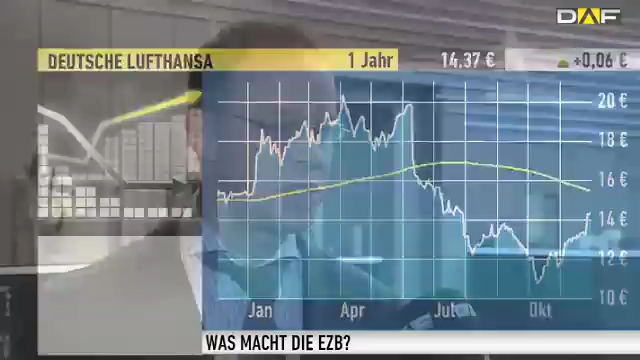 DAF
DEUTSCHE LUFTHANSA 1 Jahr 14,37 € +0,06 €
20 €
18 €
16 €
14 €
12 €
10 €
Jan Apr Jul Okt
WAS MACHT DIE EZB?